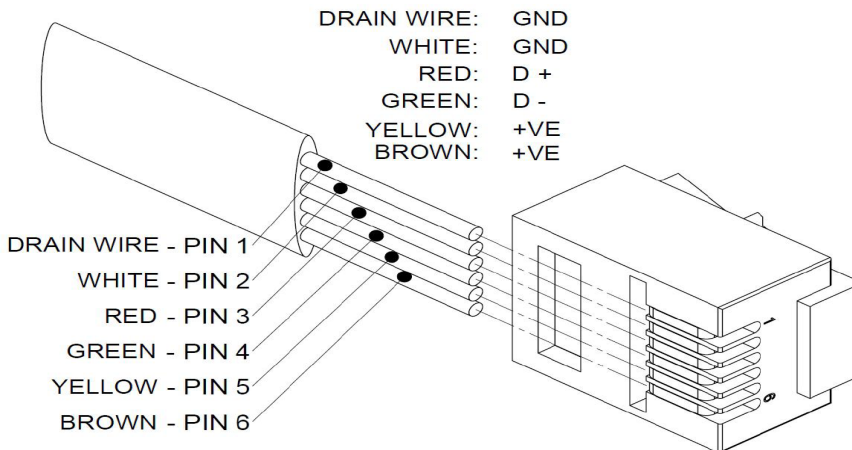 DRAIN WIRE: GND
WHITE: GND
RED: D +
GREEN: D -
YELLOW: +VE
BROWN: +VE
DRAIN WIRE - PIN 1
WHITE - PIN 2
RED - PIN 3
GREEN - PIN 4
YELLOW - PIN 5
BROWN - PIN 6
1
6